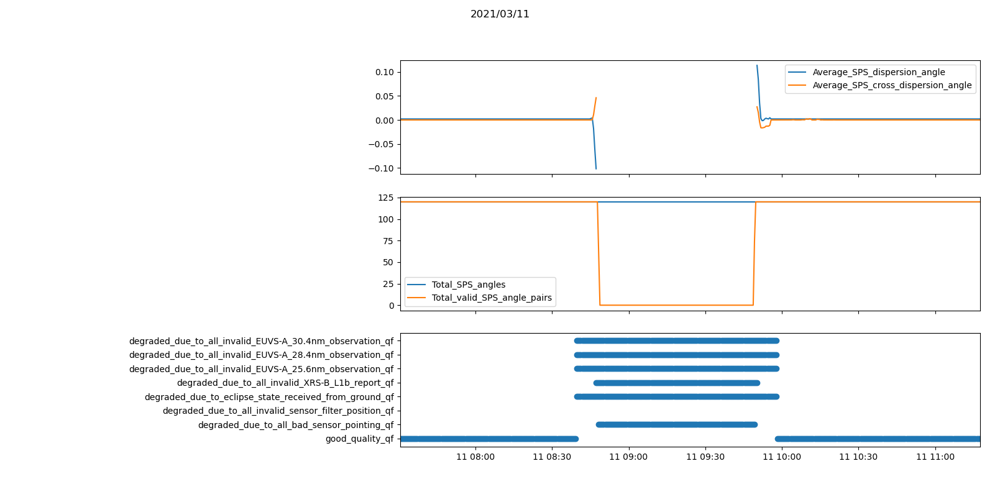 2021/03/11
0.10
0.05
0.00
−0.05
−0.10
Average_SPS_dispersion_angle
Average_SPS_cross_dispersion_angle
125
100
75
50
25
0
Total_SPS_angles
Total_valid_SPS_angle_pairs
degraded_due_to_all_invalid_EUVS-A_30.4nm_observation_qf
degraded_due_to_all_invalid_EUVS-A_28.4nm_observation_qf
degraded_due_to_all_invalid_EUVS-A_25.6nm_observation_qf
degraded_due_to_all_invalid_XRS-B_L1b_report_qf
degraded_due_to_eclipse_state_received_from_ground_qf
degraded_due_to_all_invalid_sensor_filter_position_qf
degraded_due_to_all_bad_sensor_pointing_qf
good_quality_qf
11 08:00 11 08:30 11 09:00 11 09:30 11 10:00 11 10:30 11 11:00